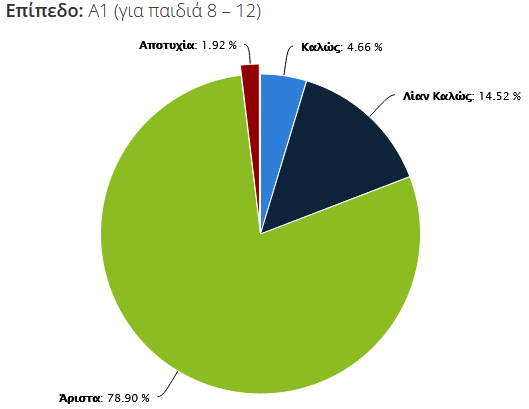 Επίπεδο: Α1 (για παιδιά 8 – 12)
Αποτυχία: 1.92 %
Καλώς: 4.66 %
Λίαν Καλώς: 14.52 %
Άριστα: 78.90 %